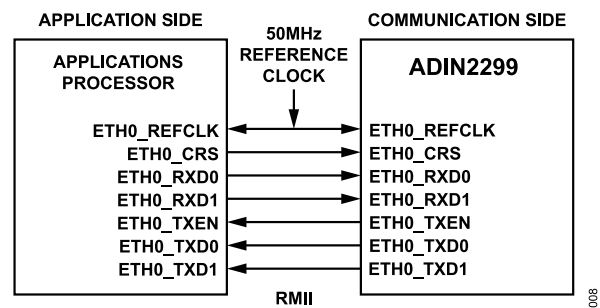 APPLICATION SIDE
COMMUNICATION SIDE
50MHz
REFERENCE
CLOCK
APPLICATIONS
PROCESSOR
ADIN2299
ETH0_REFCLK
ETH0_REFCLK
ETH0_CRS
ETH0_CRS
ETH0_RXD0
ETH0_RXD0
ETH0_RXD1
ETH0_RXD1
ETH0_TXEN
ETH0_TXEN
ETH0_TXD0
ETH0_TXD0
ETH0_TXD1
ETH0_TXD1
RMII
008